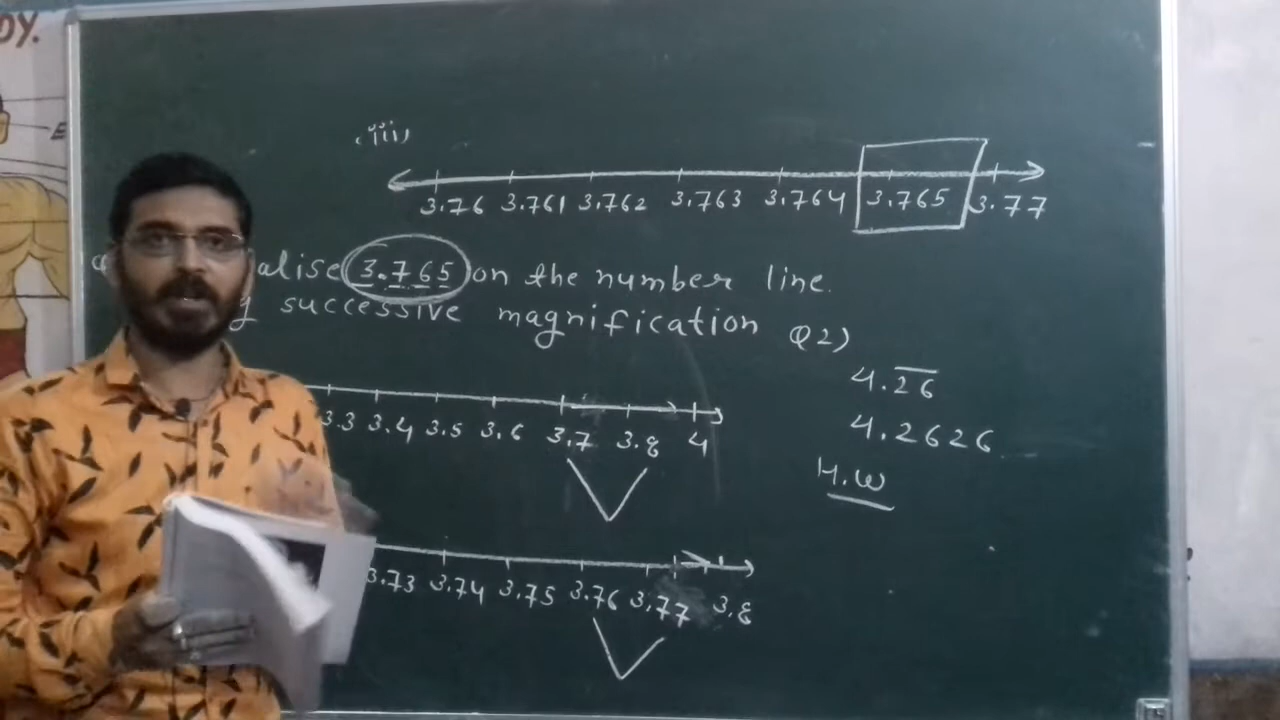 DY.
(iii)
3.76 3.761 3.762 3.763 3.764 3.765 3.77
alise 3.765 on the number line.
y successive magnification
Q2)
4.26̅
4.2626
H.W
3.3 3.4 3.5 3.6 3.7 3.8 4
3.73 3.74 3.75 3.76 3.77 3.8